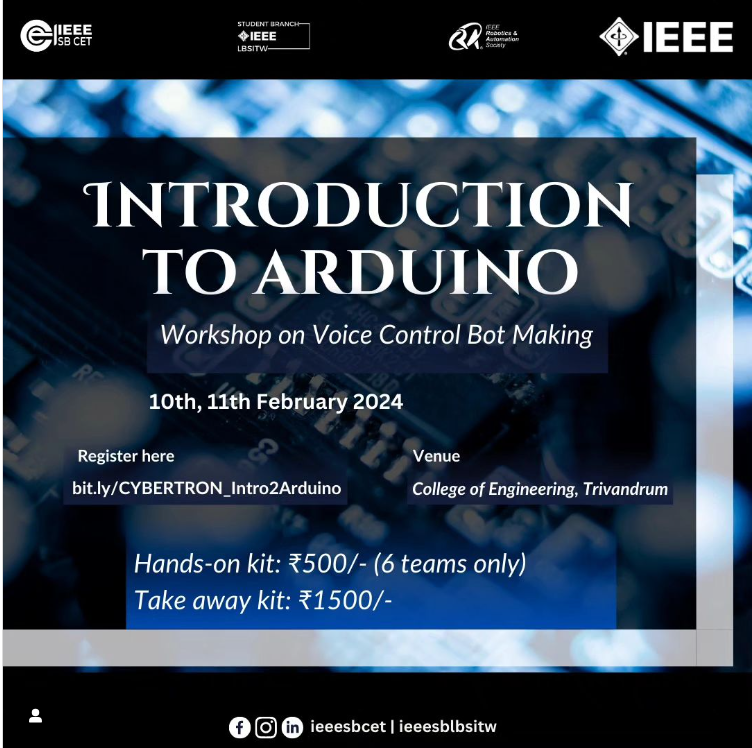 IEEE
SB CET
STUDENT BRANCH
IEEE
LBSITW
IEEE
Robotics &
Automation
Society
IEEE
INTRODUCTION
TO ARDUINO
Workshop on Voice Control Bot Making
10th, 11th February 2024
Register here
bit.ly/CYBERTRON_Intro2Arduino
Venue
College of Engineering, Trivandrum
Hands-on kit: ₹500/- (6 teams only)
Take away kit: ₹1500/-
ieeesbcet | ieeesblbsitw